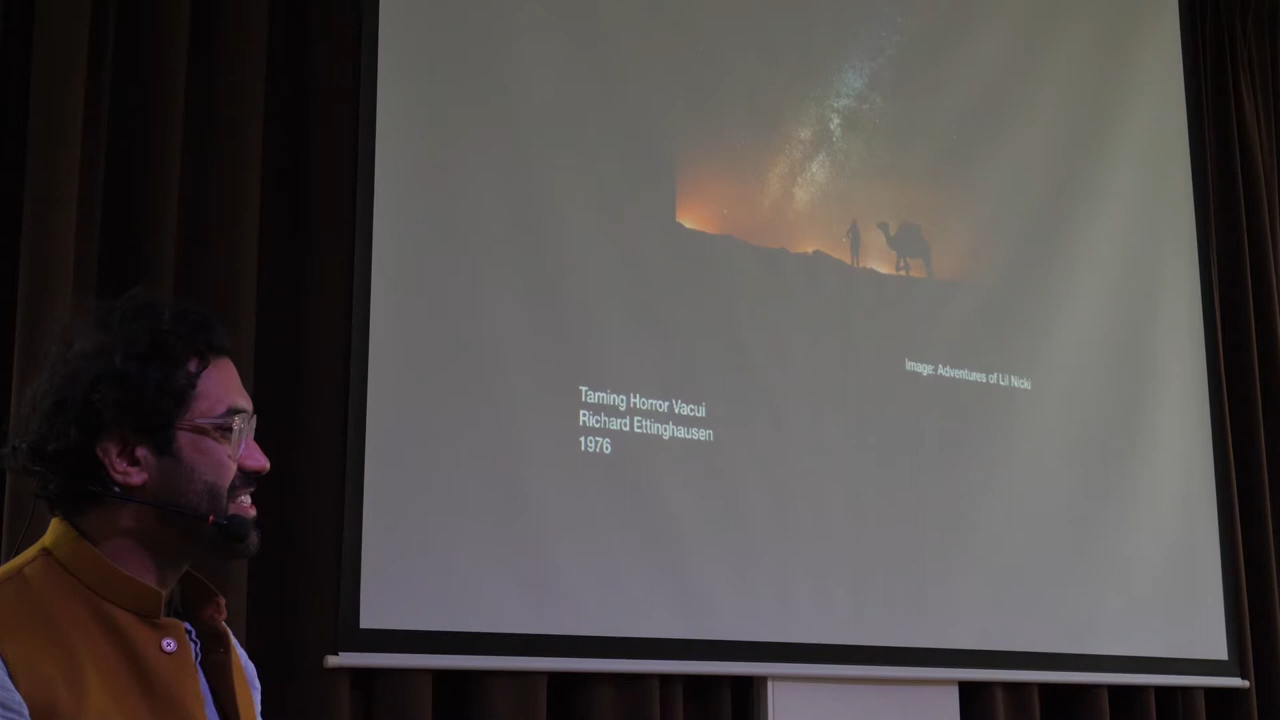 Image: Adventures of Lil Nicki
Taming Horror Vacui
Richard Ettinghausen
1976